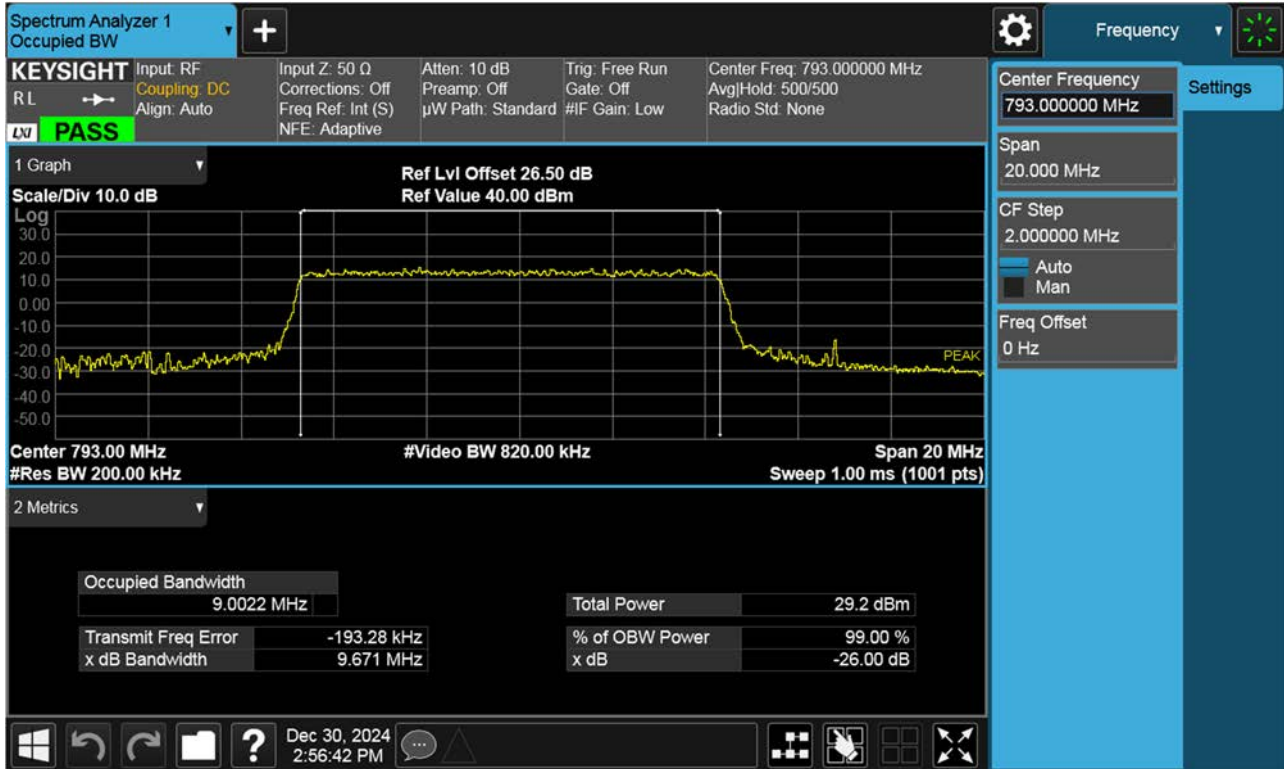 Spectrum Analyzer 1
Occupied BW
+
Frequency
KEYSIGHT
RL
LXI
PASS
Input: RF
Coupling: DC
Align: Auto
Input Z: 50 Ω
Corrections: Off
Freq Ref: Int (S)
NFE: Adaptive
Atten: 10 dB
Preamp: Off
µW Path: Standard
Trig: Free Run
Gate: Off
#IF Gain: Low
Center Freq: 793.000000 MHz
Avg|Hold: 500/500
Radio Std: None
Center Frequency
793.000000 MHz
Settings
Span
20.000 MHz
CF Step
2.000000 MHz
Auto
Man
Freq Offset
0 Hz
1 Graph
Scale/Div 10.0 dB
Ref Lvl Offset 26.50 dB
Ref Value 40.00 dBm
Log
30.0
20.0
10.0
0.00
-10.0
-20.0
-30.0
-40.0
-50.0
PEAK
Center 793.00 MHz
#Video BW 820.00 kHz
Span 20 MHz
#Res BW 200.00 kHz
Sweep 1.00 ms (1001 pts)
2 Metrics
Occupied Bandwidth
9.0022 MHz
Total Power 29.2 dBm
Transmit Freq Error -193.28 kHz
% of OBW Power 99.00 %
x dB Bandwidth 9.671 MHz
x dB -26.00 dB
?
Dec 30, 2024
2:56:42 PM